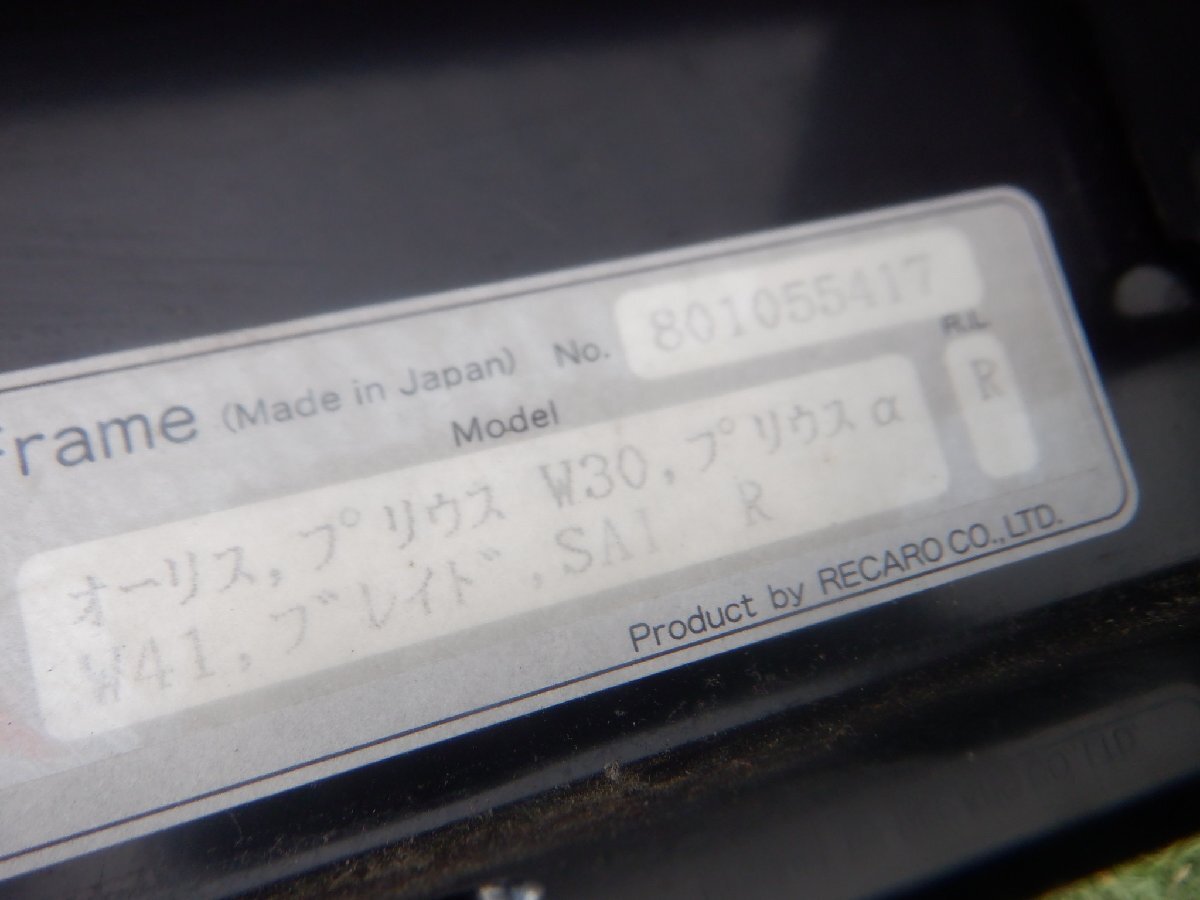 Frame (Made in Japan) No. 801055417
Model R/L
オーリス,プリウス W30,プリウスα R
W41,ブレイド,SAI R
Product by RECARO CO.,LTD.